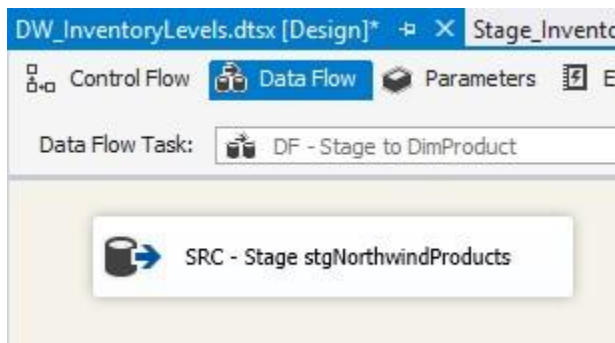 DW_InventoryLevels.dtsx [Design]* Stage_Invento
Control Flow Data Flow Parameters E
Data Flow Task: DF - Stage to DimProduct
SRC - Stage stgNorthwindProducts